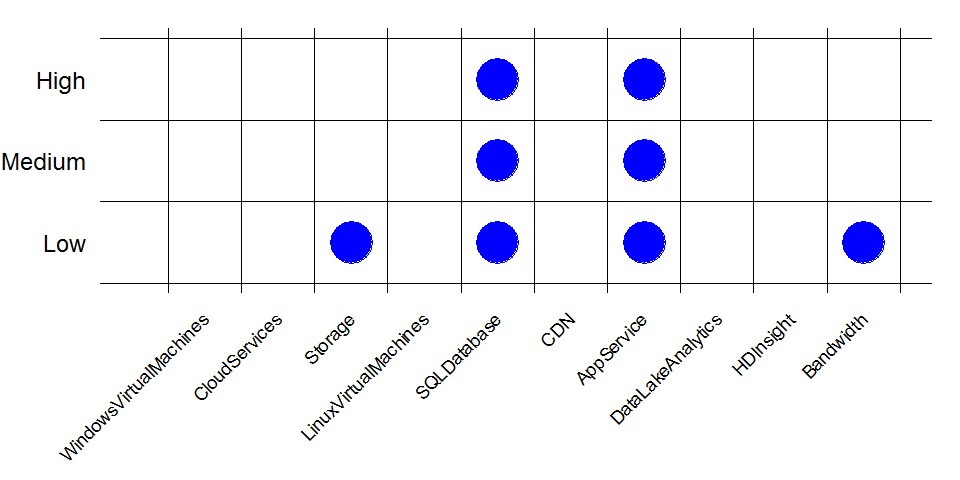 High
Medium
Low
WindowsVirtualMachines
CloudServices
Storage
LinuxVirtualMachines
SQLDatabase
CDN
AppService
DataLakeAnalytics
HDInsight
Bandwidth